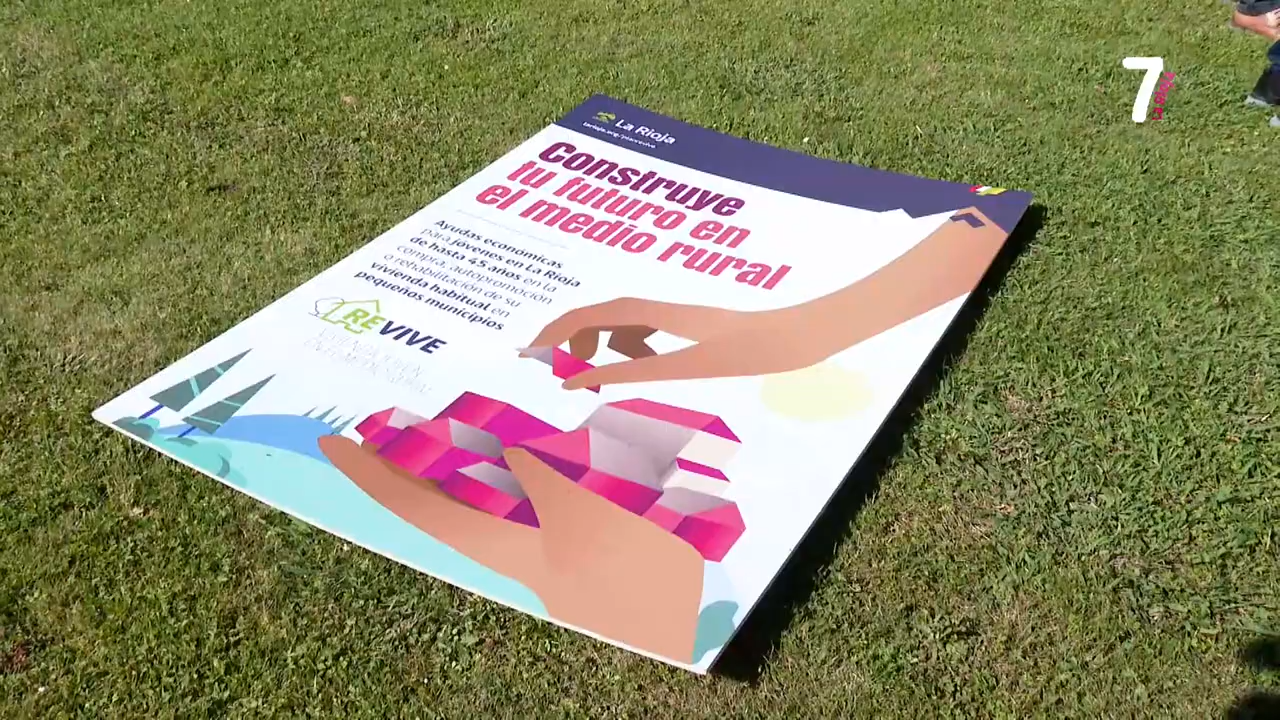 La Rioja
larioja.org/planrevive
Construye
tu futuro en
el medio rural
Ayudas económicas
para jóvenes en La Rioja
de hasta 45 años en la
compra, autopromoción
o rehabilitación de su
vivienda habitual en
pequeños municipios
REVIVE
7